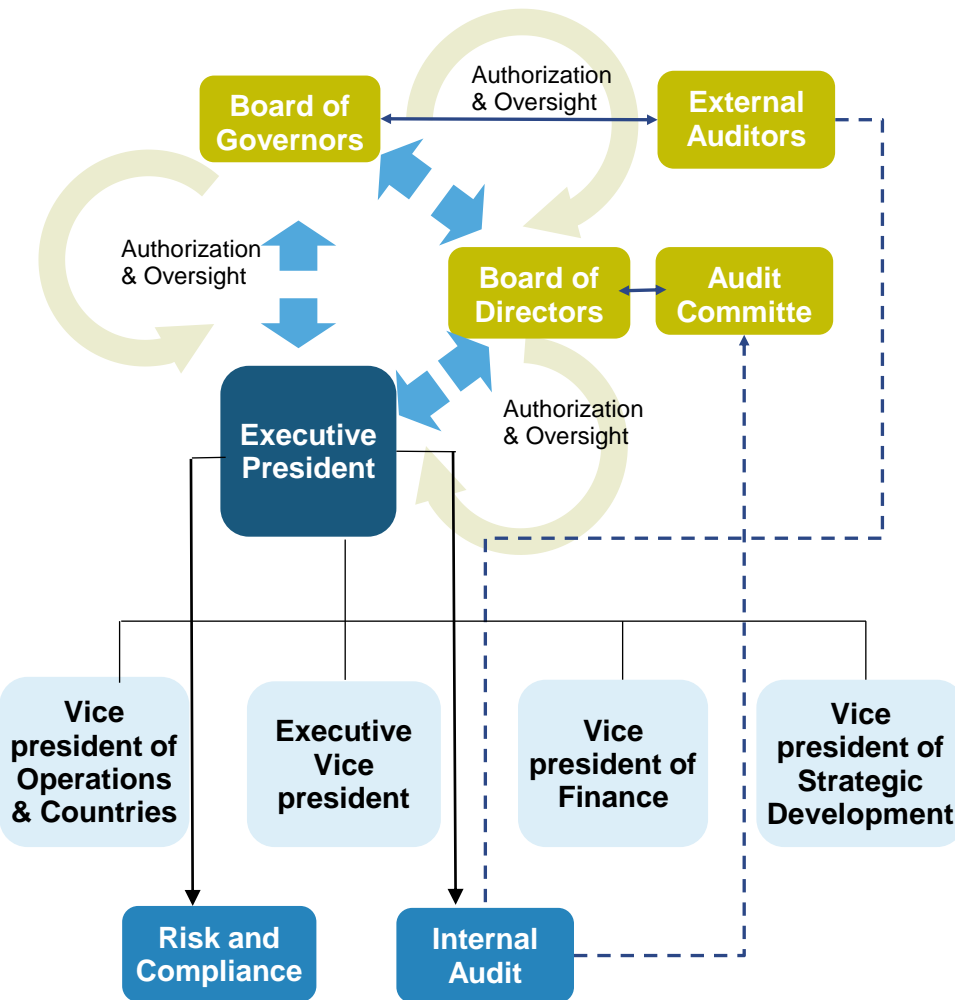 Authorization
& Oversight
Board of
Governors
External
Auditors
Authorization
& Oversight
Board of
Directors
Audit
Committe
Executive
President
Authorization
& Oversight
Vice
president of
Operations
& Countries
Executive
Vice
president
Vice
president of
Finance
Vice
president of
Strategic
Development
Risk and
Compliance
Internal
Audit